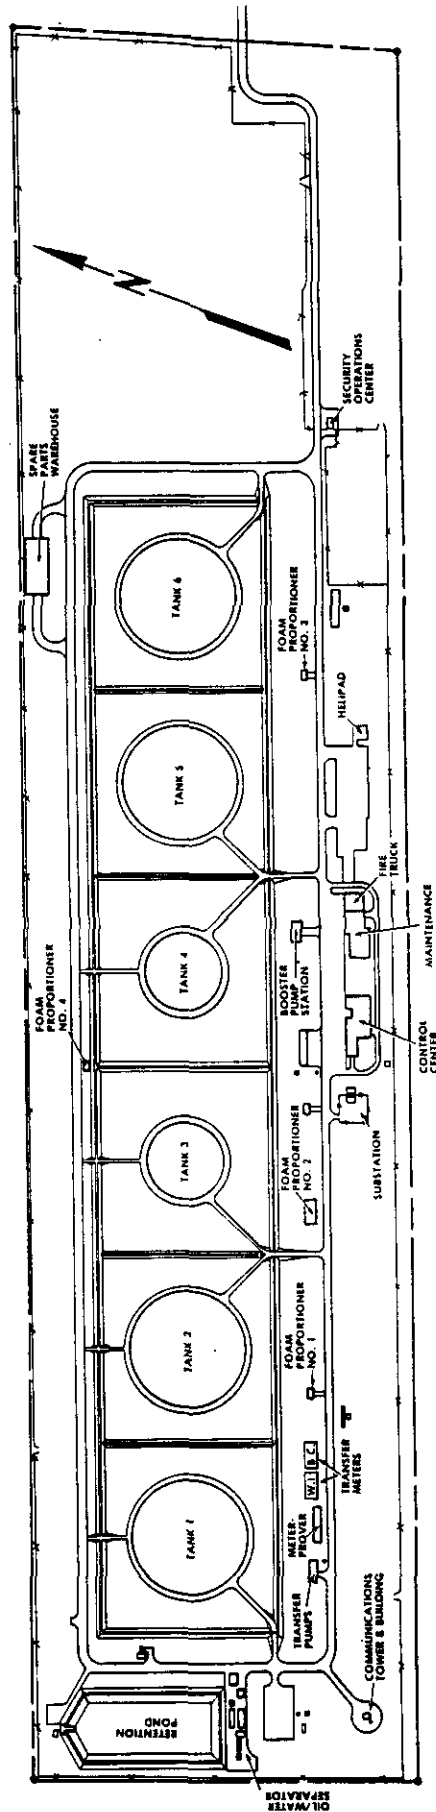 N
SPARE
PARTS
WAREHOUSE
SECURITY
OPERATIONS
CENTER
TANK 6
FOAM
PROPORTIONER
NO. 3
HELIPAD
TANK 5
FIRE
TRUCK
MAINTENANCE
TANK 4
BOOSTER
PUMP
STATION
FOAM
PROPORTIONER
NO. 4
CONTROL
CENTER
SUBSTATION
TANK 3
FOAM
PROPORTIONER
NO. 2
TANK 2
FOAM
PROPORTIONER
NO. 1
TANK 1
W.I.
B.C.
TRANSFER
METERS
METER-
PROVER
TRANSFER
PUMPS
COMMUNICATIONS
TOWER & BUILDING
RETENTION
POND
OIL/WATER
SEPARATOR